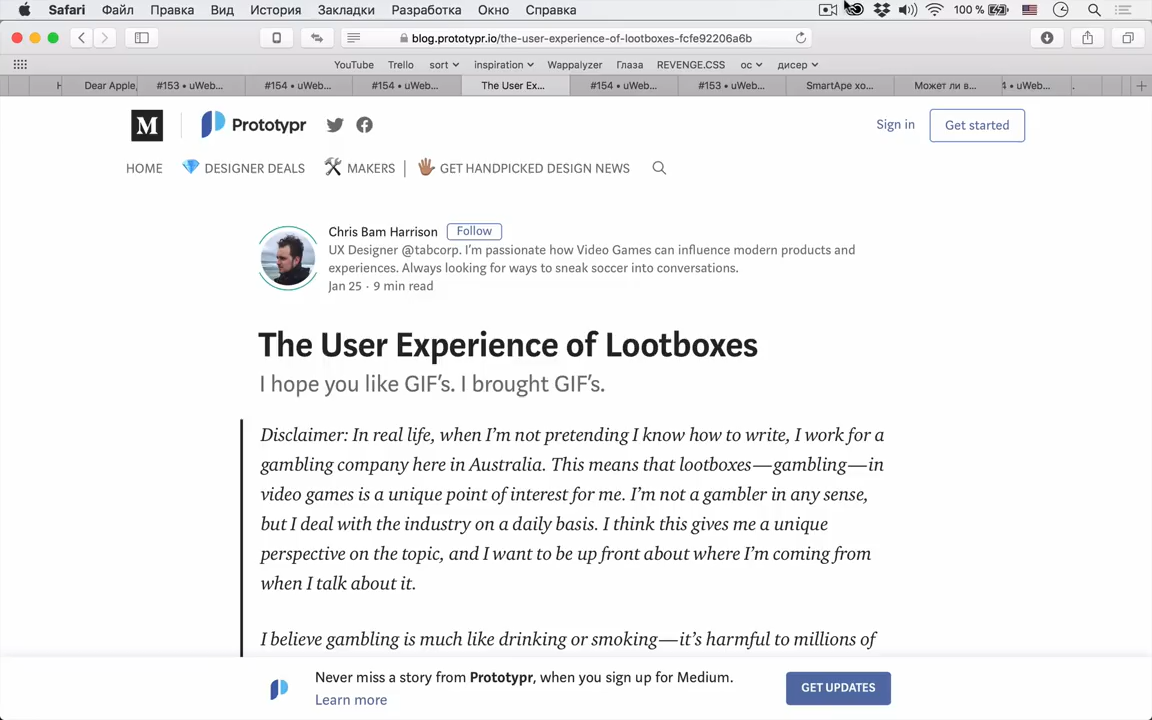 Safari Файл Правка Вид История Закладки Разработка Окно Справка 100 %
blog.prototypr.io/the-user-experience-of-lootboxes-fcfe92206a6b
YouTube Trello sort inspiration Wappalyzer Глаза REVENGE.CSS ос дисер
Dear Apple, #153 • uWeb... #154 • uWeb... #154 • uWeb... The User Ex... #154 • uWeb... #153 • uWeb... SmartApe хо... Может ли в... 4 • uWeb...
M Prototypr Sign in Get started
HOME DESIGNER DEALS MAKERS | GET HANDPICKED DESIGN NEWS
Chris Bam Harrison Follow
UX Designer @tabcorp. I'm passionate how Video Games can influence modern products and
experiences. Always looking for ways to sneak soccer into conversations.
Jan 25 · 9 min read
The User Experience of Lootboxes
I hope you like GIF's. I brought GIF's.
Disclaimer: In real life, when I'm not pretending I know how to write, I work for a
gambling company here in Australia. This means that lootboxes—gambling—in
video games is a unique point of interest for me. I'm not a gambler in any sense,
but I deal with the industry on a daily basis. I think this gives me a unique
perspective on the topic, and I want to be up front about where I'm coming from
when I talk about it.
I believe gambling is much like drinking or smoking—it's harmful to millions of
Never miss a story from Prototypr, when you sign up for Medium.
Learn more
GET UPDATES